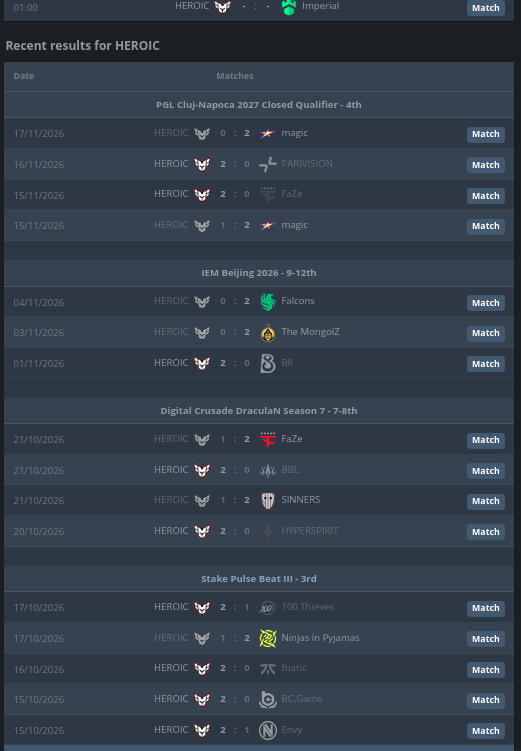 01:00 HEROIC - : - Imperial Match
Recent results for HEROIC
Date Matches
PGL Cluj-Napoca 2027 Closed Qualifier - 4th
17/11/2026 HEROIC 0 : 2 magic Match
16/11/2026 HEROIC 2 : 0 PARIVISION Match
15/11/2026 HEROIC 2 : 0 FaZe Match
15/11/2026 HEROIC 1 : 2 magic Match
IEM Beijing 2026 - 9-12th
04/11/2026 HEROIC 0 : 2 Falcons Match
03/11/2026 HEROIC 0 : 2 The MongolZ Match
01/11/2026 HEROIC 2 : 0 B8 Match
Digital Crusade DraculaN Season 7 - 7-8th
21/10/2026 HEROIC 1 : 2 FaZe Match
21/10/2026 HEROIC 2 : 0 BBL Match
21/10/2026 HEROIC 1 : 2 SINNERS Match
20/10/2026 HEROIC 2 : 0 HYPERSPIRIT Match
Stake Pulse Beat III - 3rd
17/10/2026 HEROIC 2 : 1 100 Thieves Match
17/10/2026 HEROIC 1 : 2 Ninjas in Pyjamas Match
16/10/2026 HEROIC 2 : 0 fnatic Match
15/10/2026 HEROIC 2 : 0 BC.Game Match
15/10/2026 HEROIC 2 : 1 Envy Match